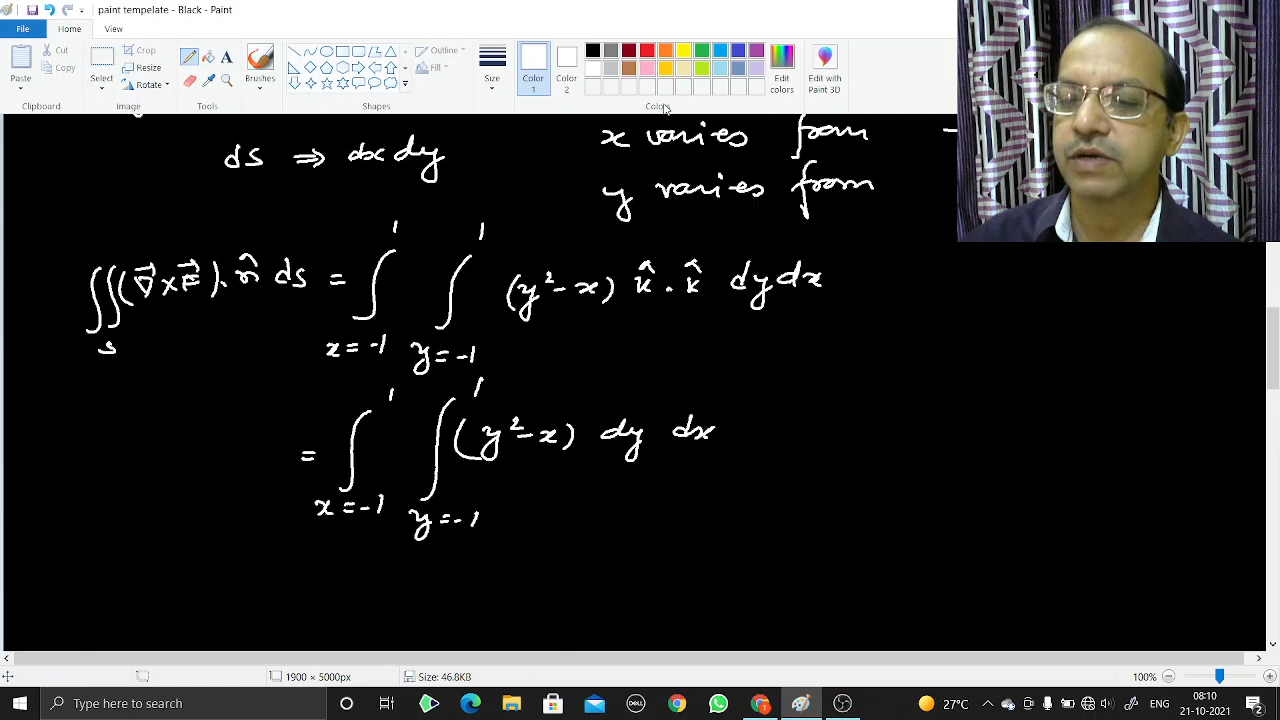 paint tempelate - Black - Paint
File Home View
Paste Cut Copy Select Crop Resize Rotate A Brushes Shapes Outline Fill Size Color 1 Color 2 Edit colors Edit with Paint 3D
Clipboard Image Tools Shapes Colors
ds ⇒ dx dy
x varies from -
y varies from
∬_S (∇⃗ × F⃗) . n̂ ds = ∫_{x=-1}^{1} ∫_{y=-1}^{1} (y² - x) k̂ . k̂ dy dx
= ∫_{x=-1}^{1} ∫_{y=-1}^{1} (y² - x) dy dx
1900 × 5000px Size: 46.8KB 100%
Type here to search DELL 27°C ENG 08:10
21-10-2021